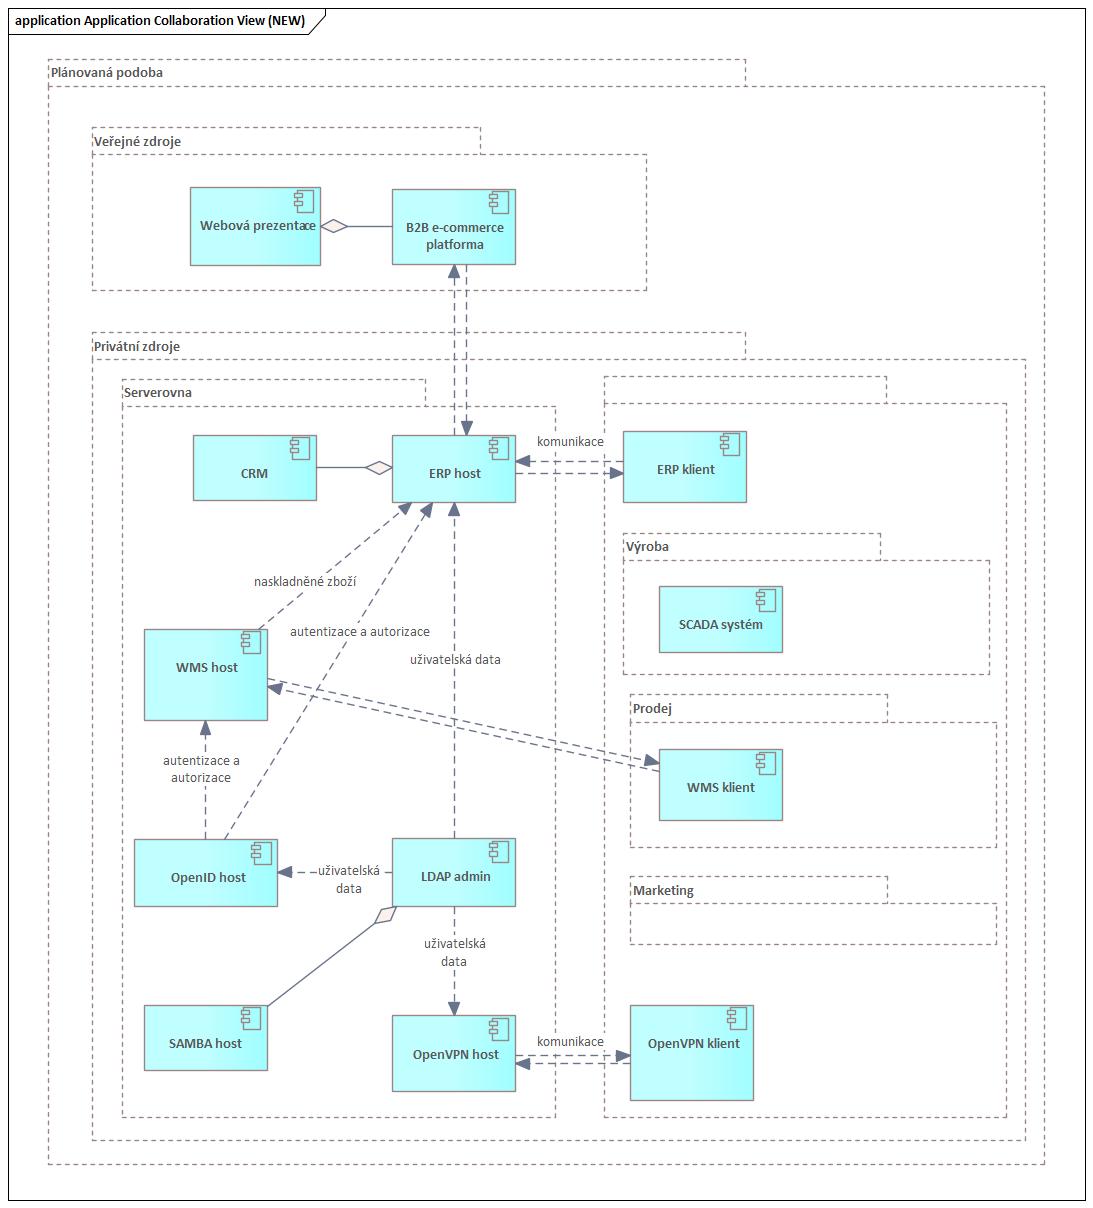 application Application Collaboration View (NEW)
Plánovaná podoba
Veřejné zdroje
Webová prezentace
B2B e-commerce
platforma
Privátní zdroje
Serverovna
CRM
ERP host
komunikace
ERP klient
Výroba
SCADA systém
naskladněné zboží
autentizace a autorizace
uživatelská data
WMS host
Prodej
WMS klient
autentizace a
autorizace
OpenID host
uživatelská
data
LDAP admin
Marketing
uživatelská
data
SAMBA host
OpenVPN host
komunikace
OpenVPN klient